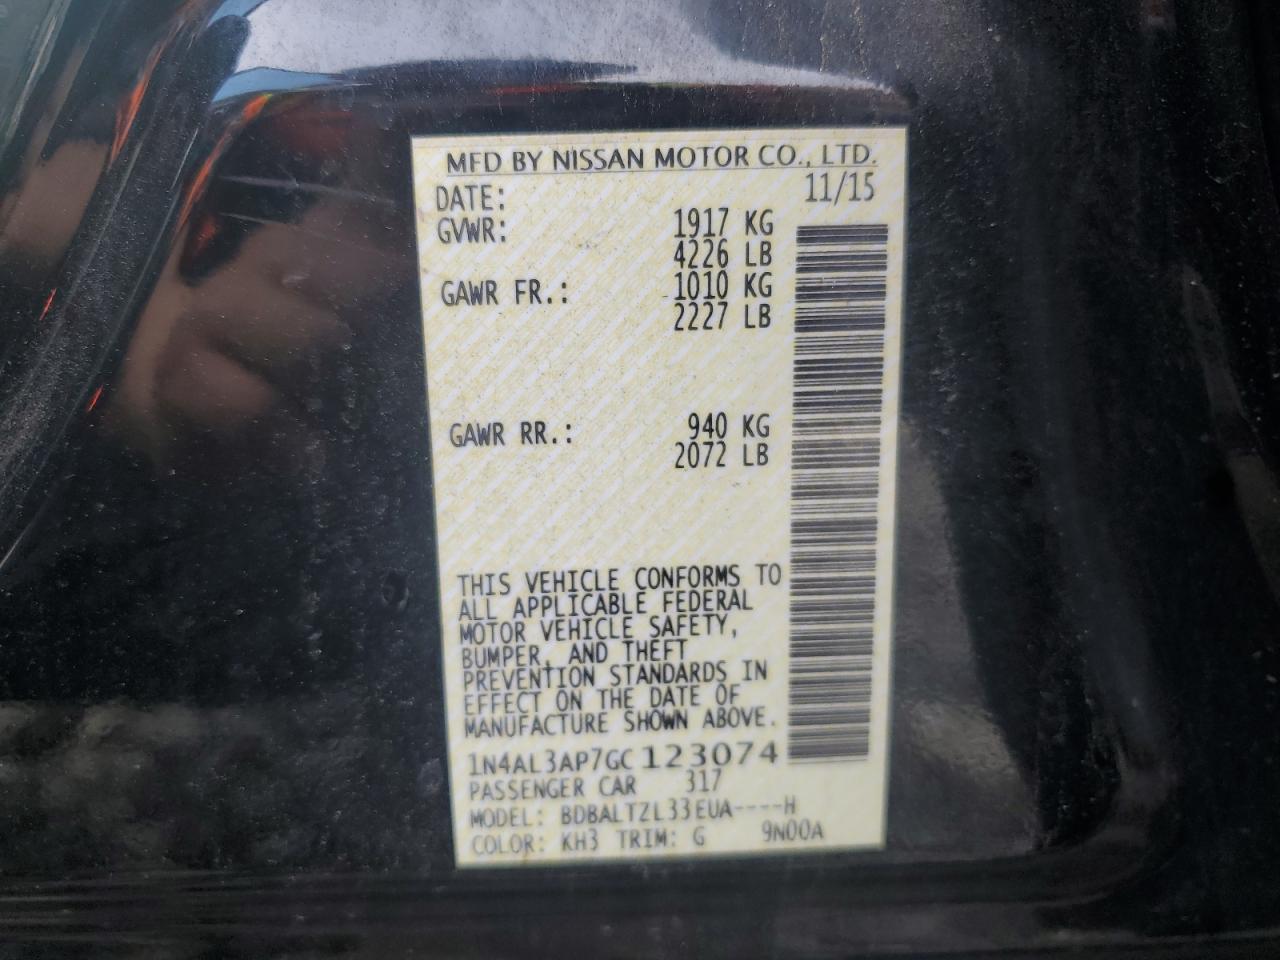 MFD BY NISSAN MOTOR CO., LTD.
DATE: 11/15
GVWR: 1917 KG
4226 LB
GAWR FR.: 1010 KG
2227 LB
GAWR RR.: 940 KG
2072 LB
THIS VEHICLE CONFORMS TO
ALL APPLICABLE FEDERAL
MOTOR VEHICLE SAFETY,
BUMPER, AND THEFT
PREVENTION STANDARDS IN
EFFECT ON THE DATE OF
MANUFACTURE SHOWN ABOVE.
1N4AL3AP7GC123074
PASSENGER CAR 317
MODEL: BDBALTZL33EUA----H
COLOR: KH3 TRIM: G 9N00A